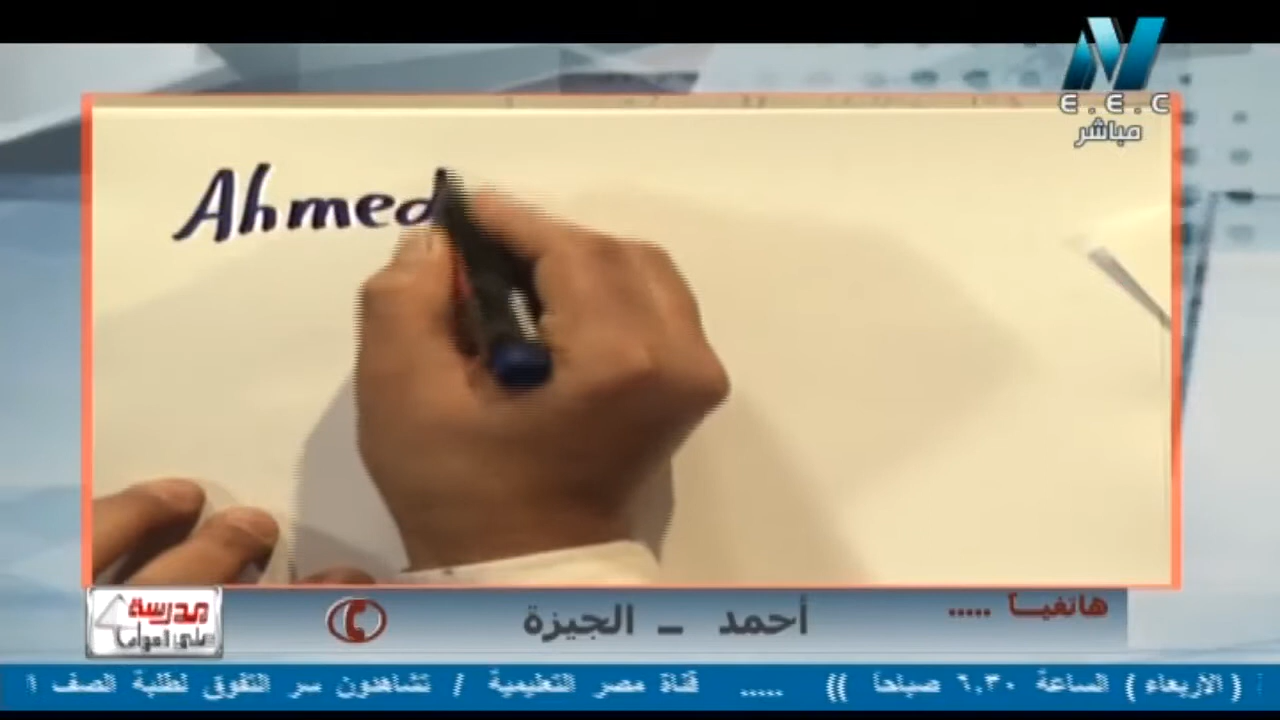 E.E.C
مباشر
Ahmed
هاتفياً .....
أحمد – الجيزة
مدرسة
على الهواء
( الاربعاء ) الساعة ٦.٣٠ صباحاً )) ..... قناة مصر التعليمية / تشاهدون سر التفوق لطلبة الصف